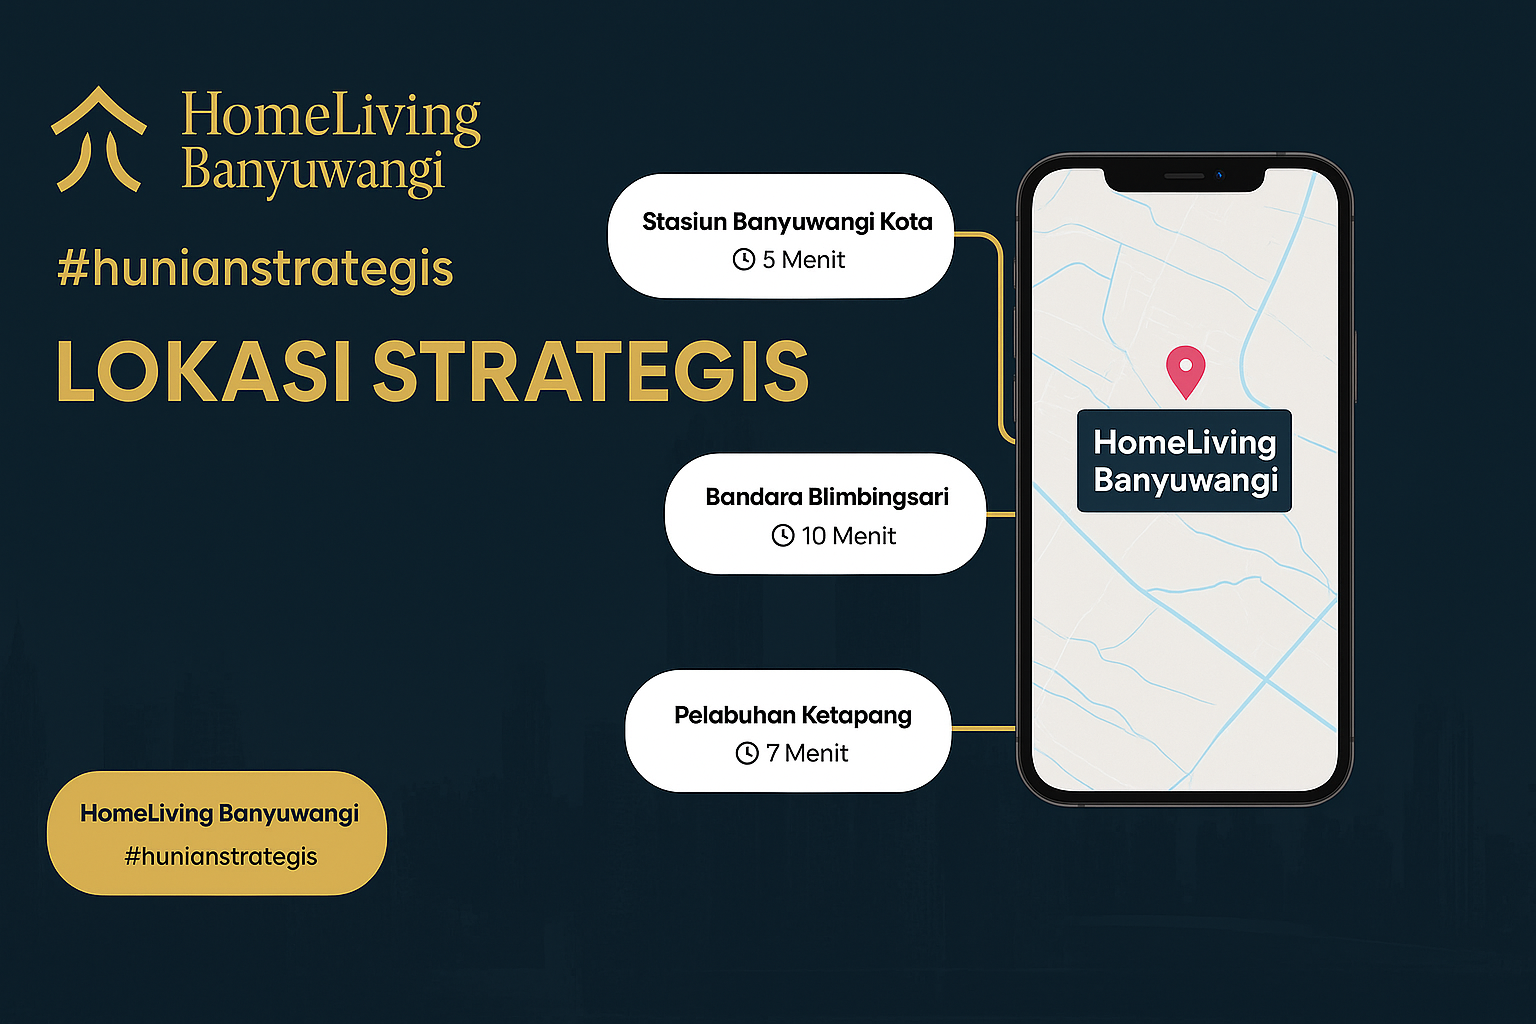 HomeLiving
Banyuwangi
#hunianstrategis
LOKASI STRATEGIS
Stasiun Banyuwangi Kota
5 Menit
Bandara Blimbingsari
10 Menit
Pelabuhan Ketapang
7 Menit
HomeLiving
Banyuwangi
HomeLiving Banyuwangi
#hunianstrategis